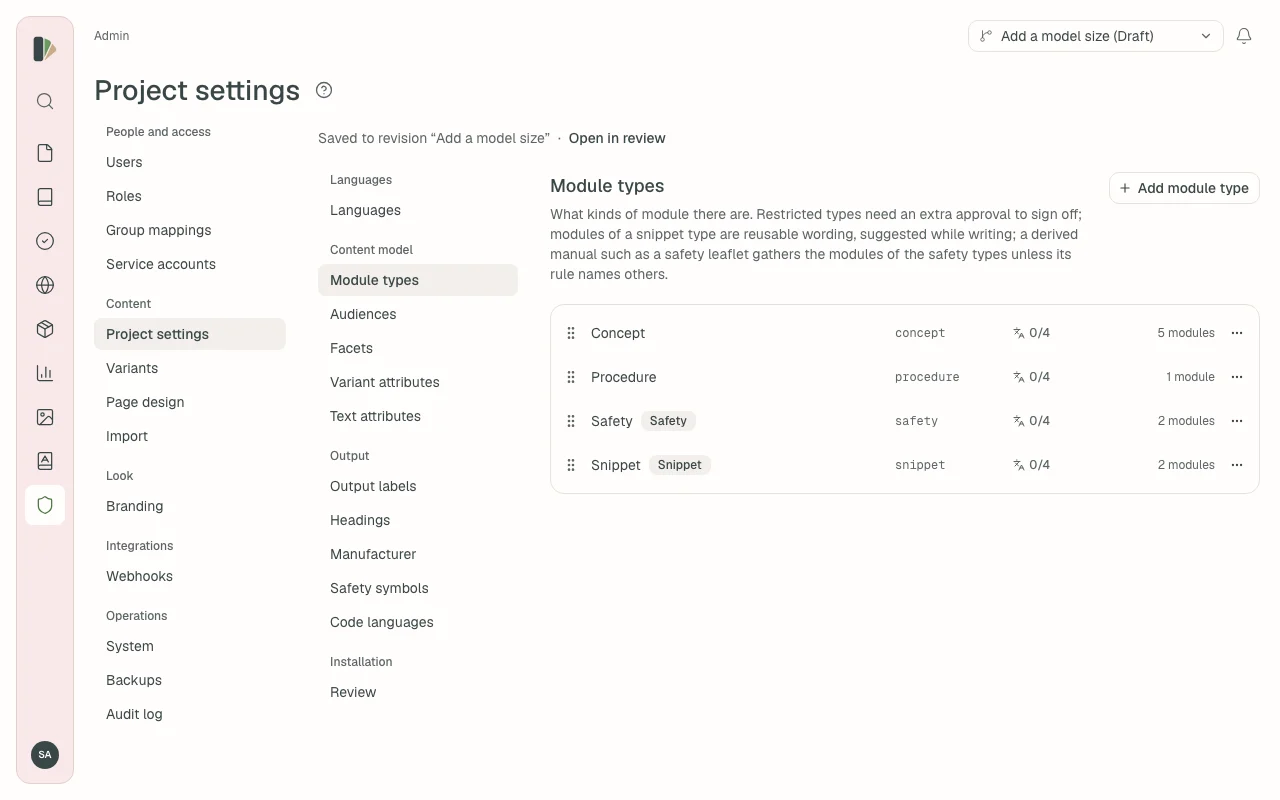 Admin
Add a model size (Draft)
Project settings
People and access
Users
Roles
Group mappings
Service accounts
Content
Project settings
Variants
Page design
Import
Look
Branding
Integrations
Webhooks
Operations
System
Backups
Audit log
SA
Saved to revision “Add a model size” · Open in review
Languages
Languages
Content model
Module types
Audiences
Facets
Variant attributes
Text attributes
Output
Output labels
Headings
Manufacturer
Safety symbols
Code languages
Installation
Review
Module types
Add module type
What kinds of module there are. Restricted types need an extra approval to sign off;
modules of a snippet type are reusable wording, suggested while writing; a derived
manual such as a safety leaflet gathers the modules of the safety types unless its
rule names others.
Concept concept 0/4 5 modules
Procedure procedure 0/4 1 module
Safety Safety safety 0/4 2 modules
Snippet Snippet snippet 0/4 2 modules